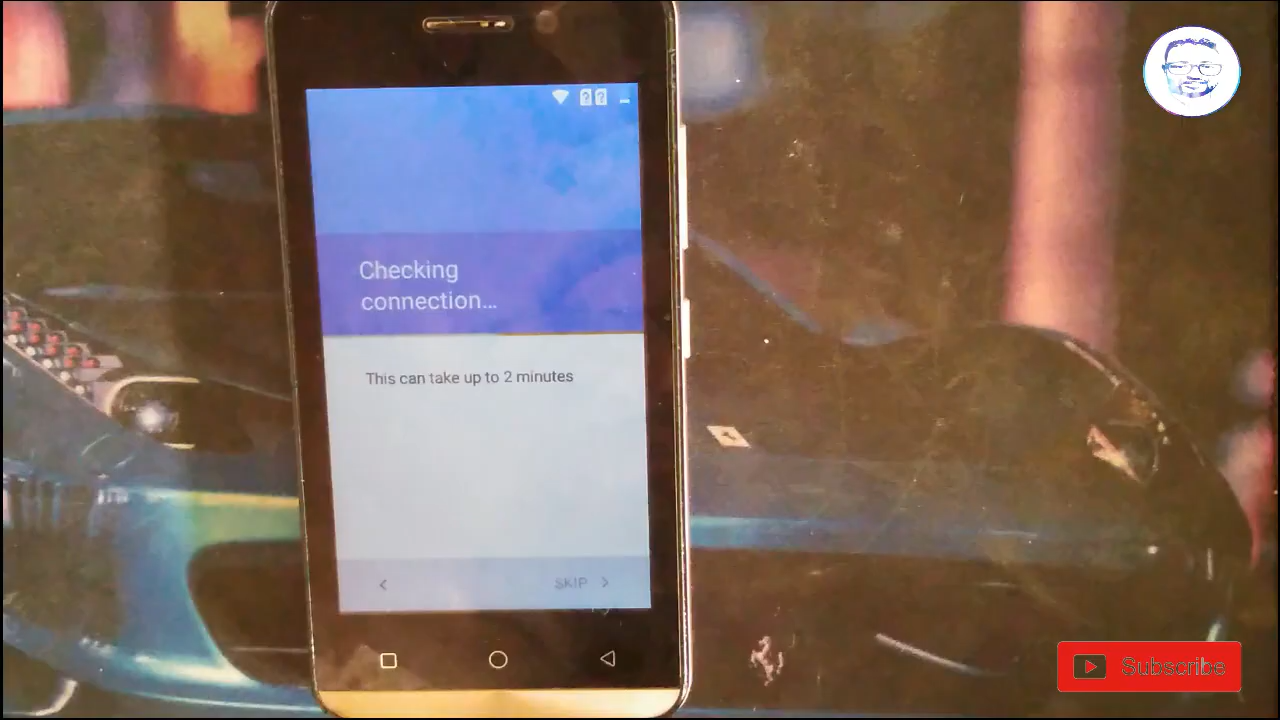 Checking
connection...
This can take up to 2 minutes
SKIP
Subscribe